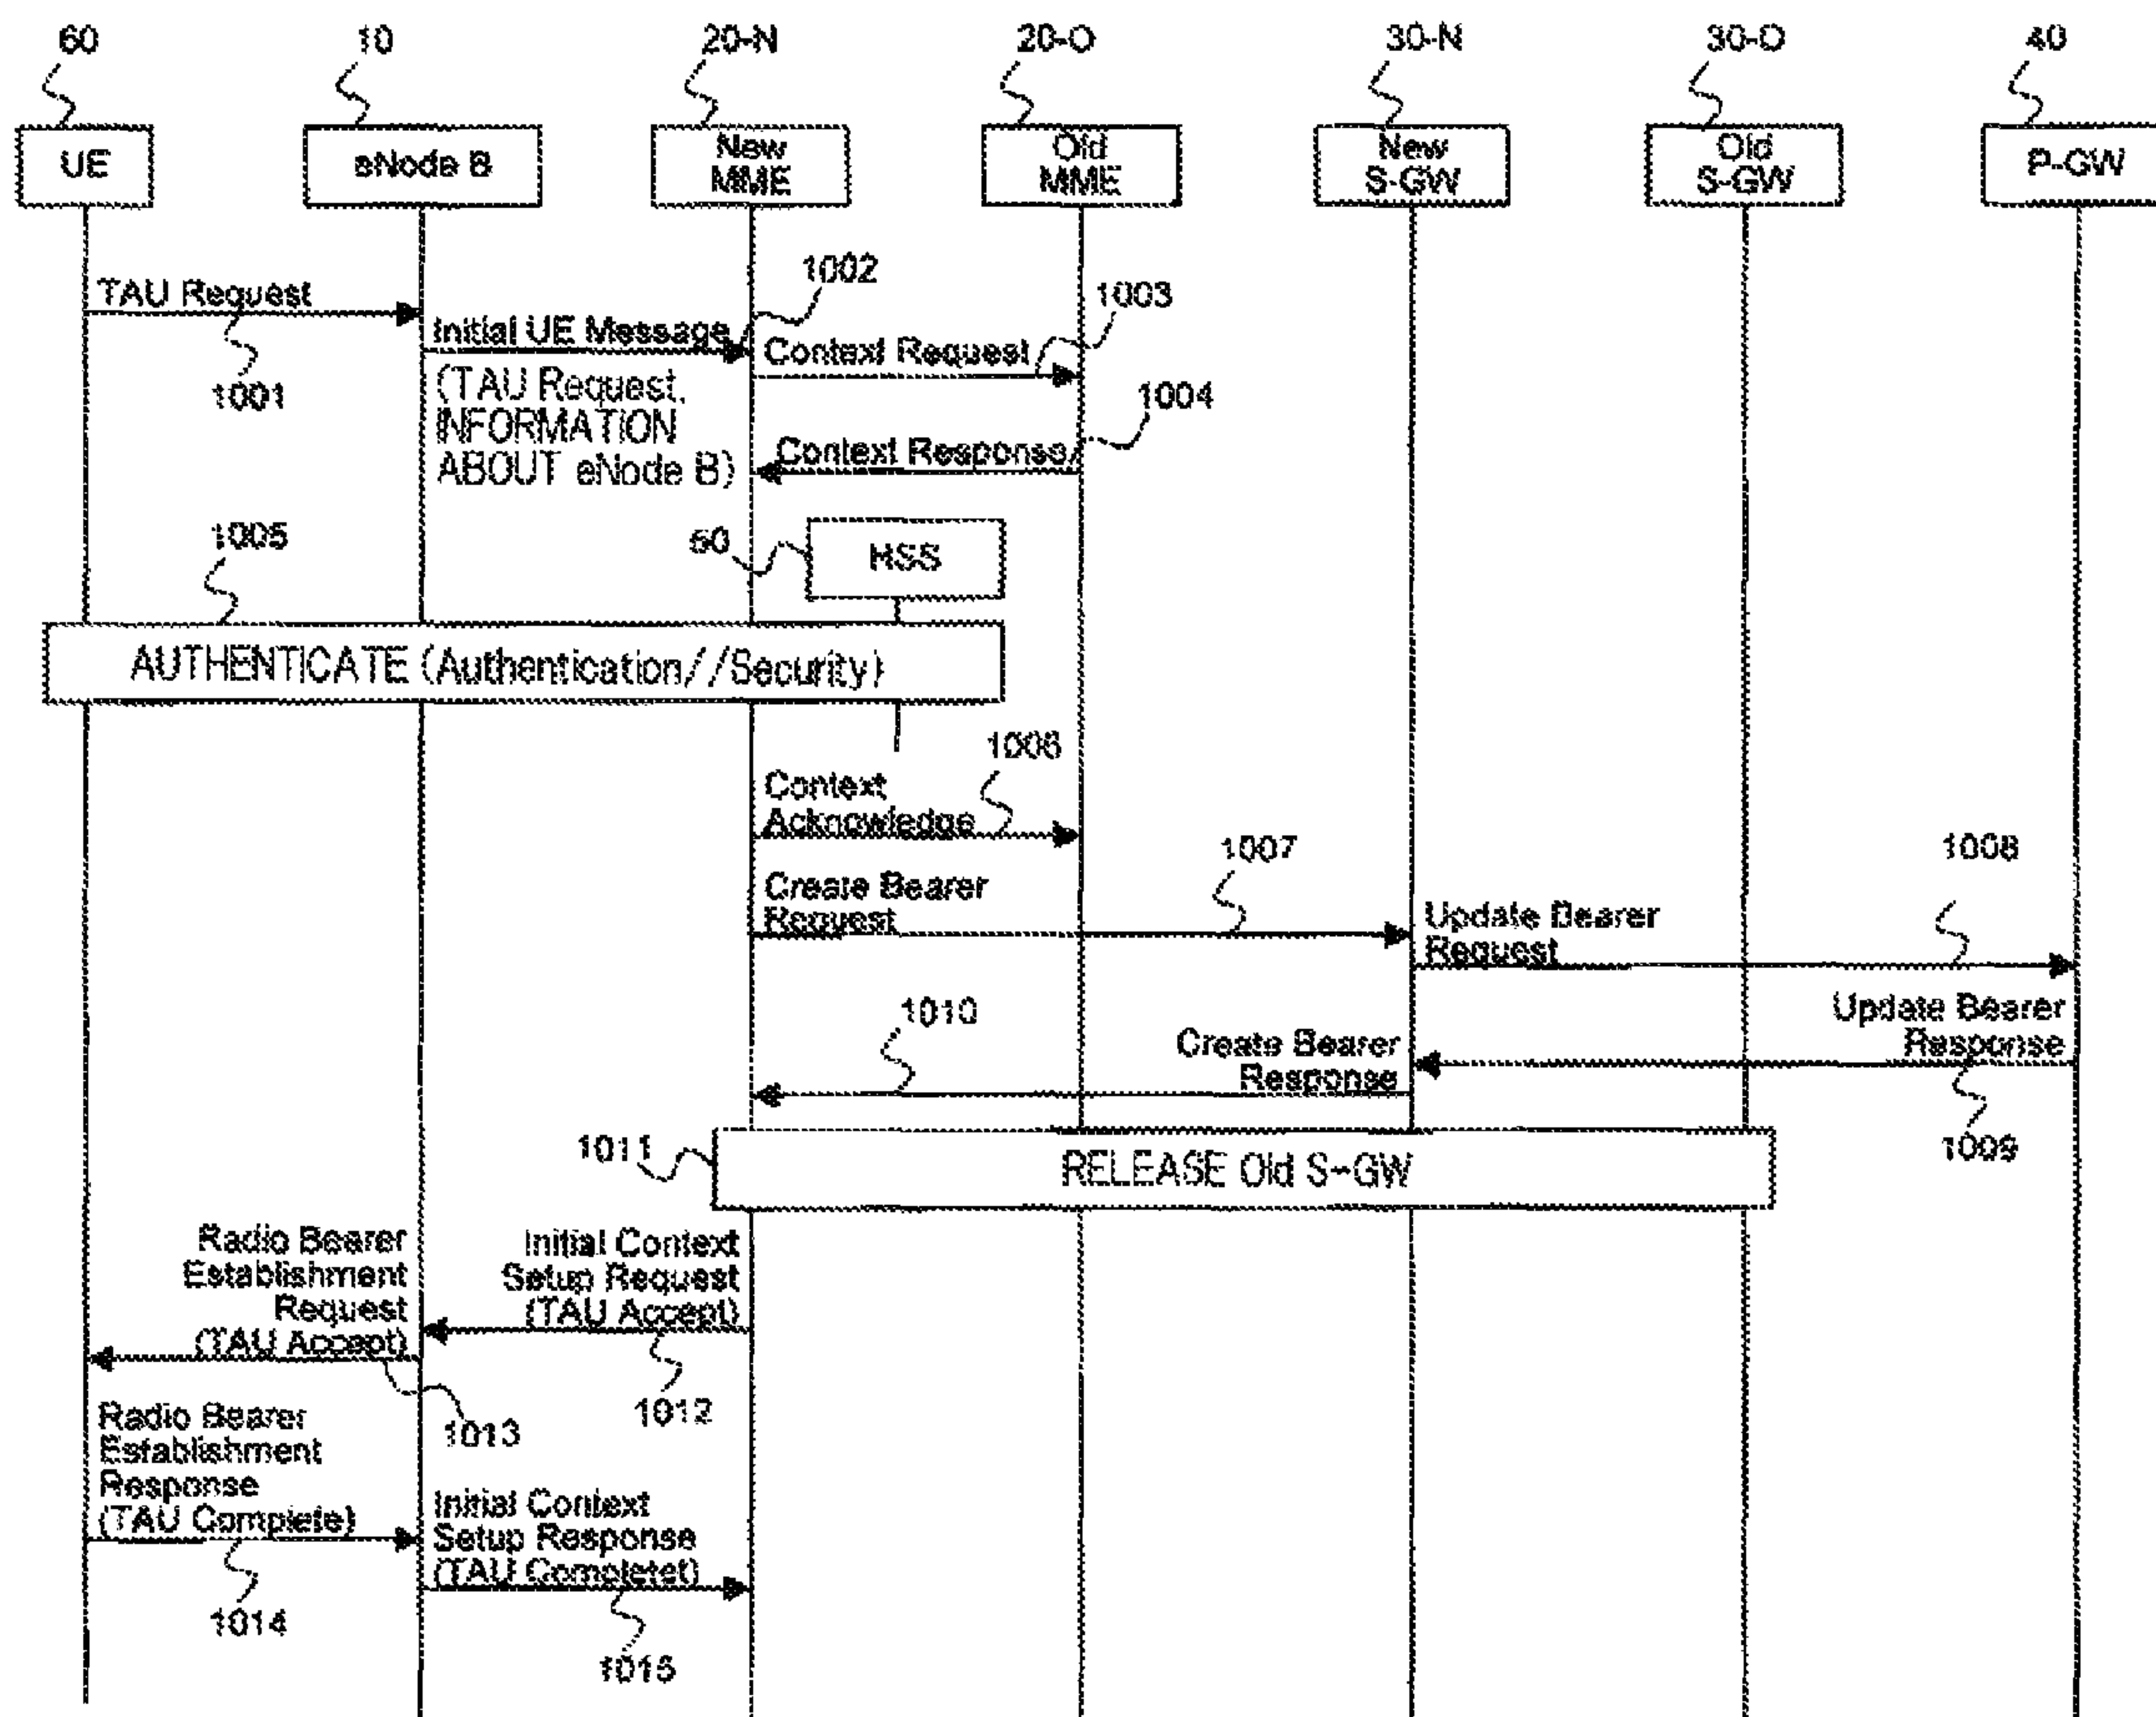 60
10
20-N
20-O
30-N
30-O
40
UE
eNode B
New
MME
Old
MME
New
S-GW
Old
S-GW
P-GW
TAU Request
1001
Initial UE Message
1002
(TAU Request,
INFORMATION
ABOUT eNode B)
Context Request
1003
Context Response
1004
50
HSS
1005
AUTHENTICATE (Authentication//Security)
Context
Acknowledge
1006
Create Bearer
Request
1007
Update Bearer
Request
1008
Update Bearer
Response
1009
Create Bearer
Response
1010
1011
RELEASE Old S-GW
Initial Context
Setup Request
(TAU Accept)
1012
Radio Bearer
Establishment
Request
(TAU Accept)
1013
Radio Bearer
Establishment
Response
(TAU Complete)
1014
Initial Context
Setup Response
(TAU Completet)
1015